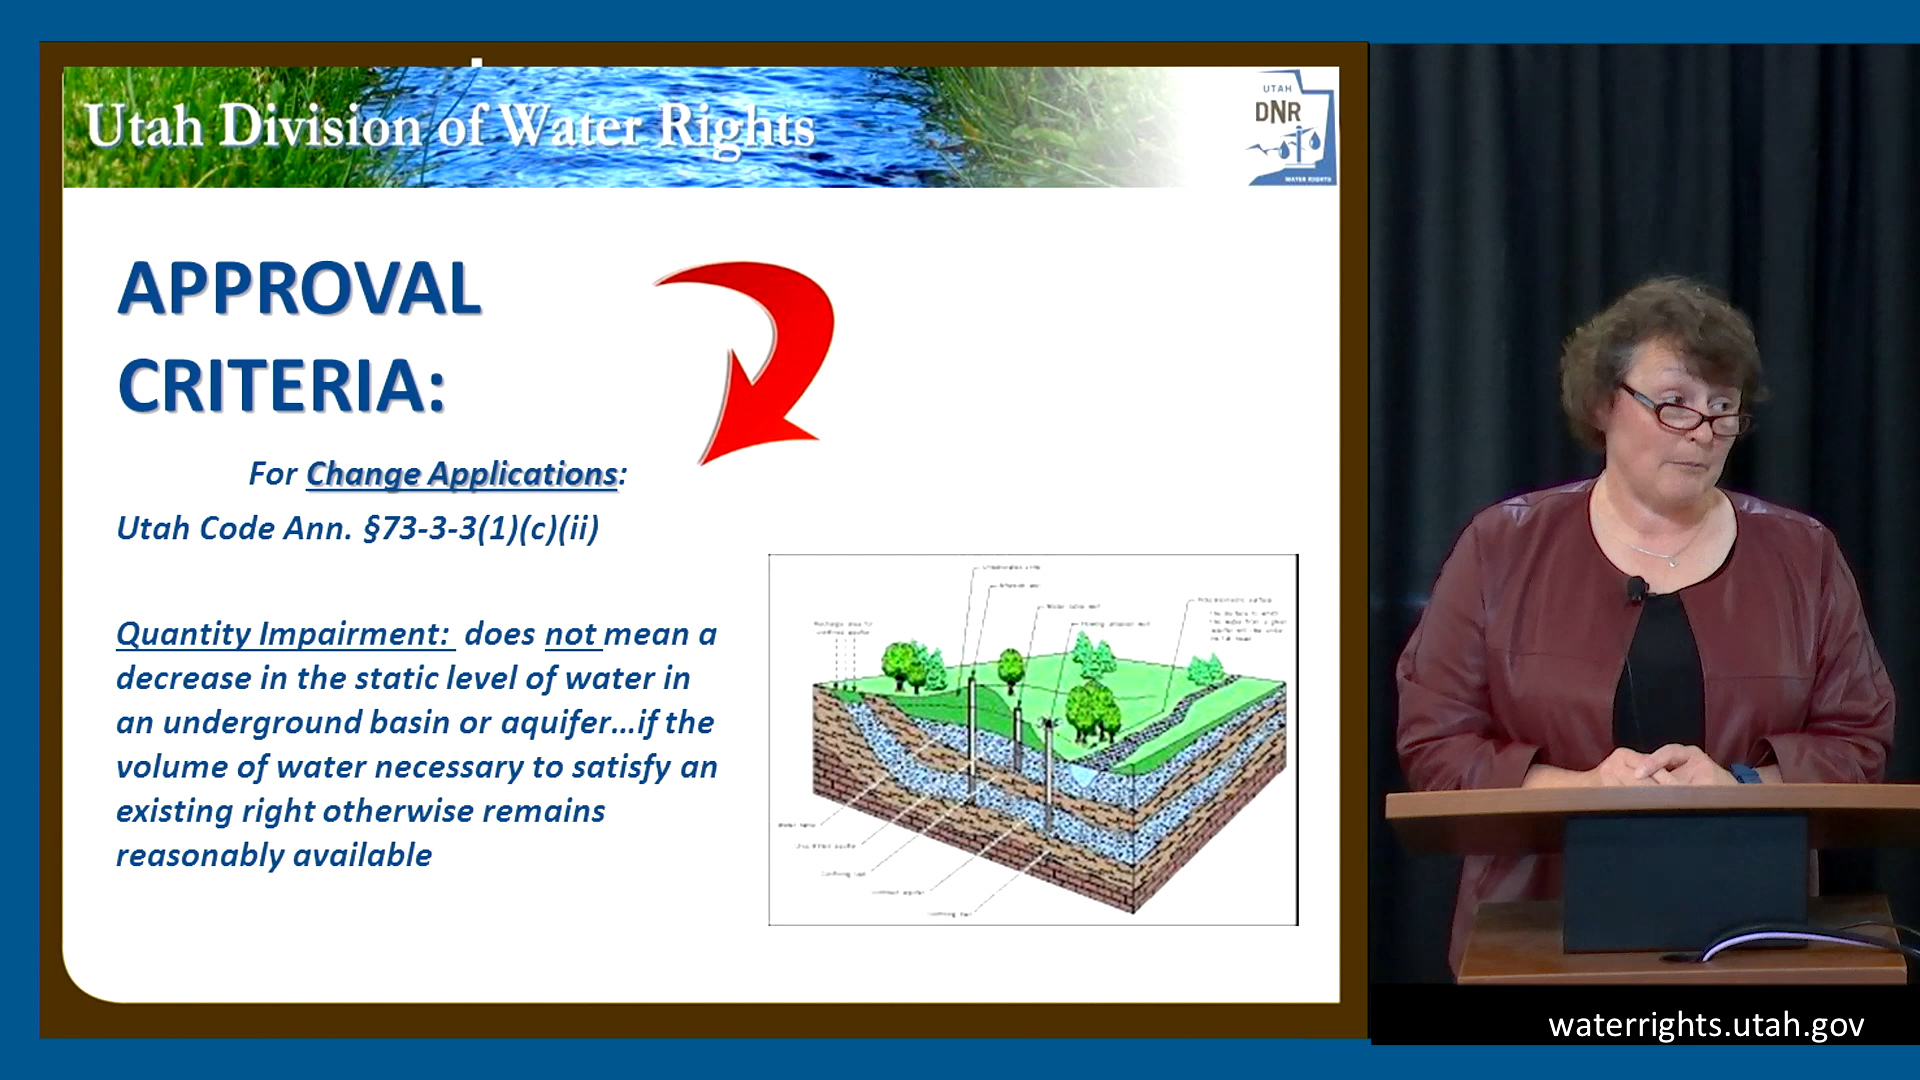 Utah Division of Water Rights
UTAH
DNR
WATER RIGHTS
APPROVAL
CRITERIA:
For Change Applications:
Utah Code Ann. §73-3-3(1)(c)(ii)
Quantity Impairment: does not mean a
decrease in the static level of water in
an underground basin or aquifer...if the
volume of water necessary to satisfy an
existing right otherwise remains
reasonably available
waterrights.utah.gov